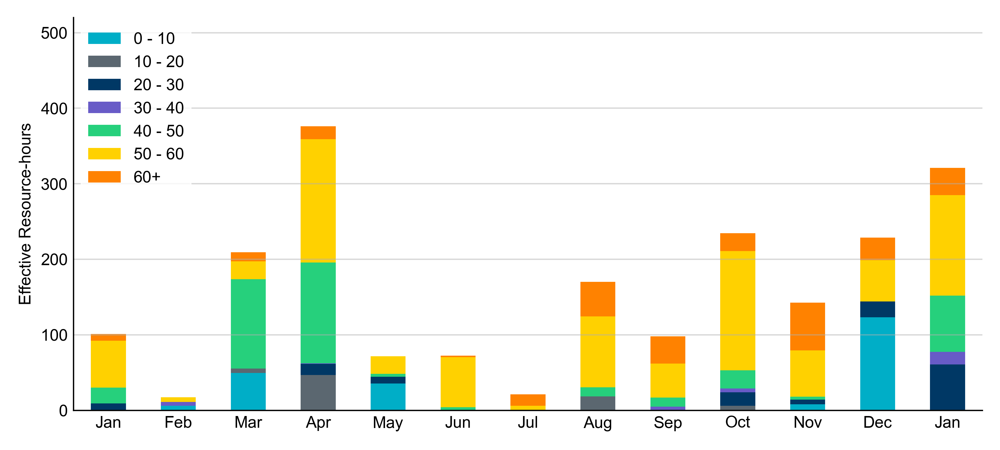 Effective Resource-hours
500
400
300
200
100
0
0 - 10
10 - 20
20 - 30
30 - 40
40 - 50
50 - 60
60+
Jan Feb Mar Apr May Jun Jul Aug Sep Oct Nov Dec Jan